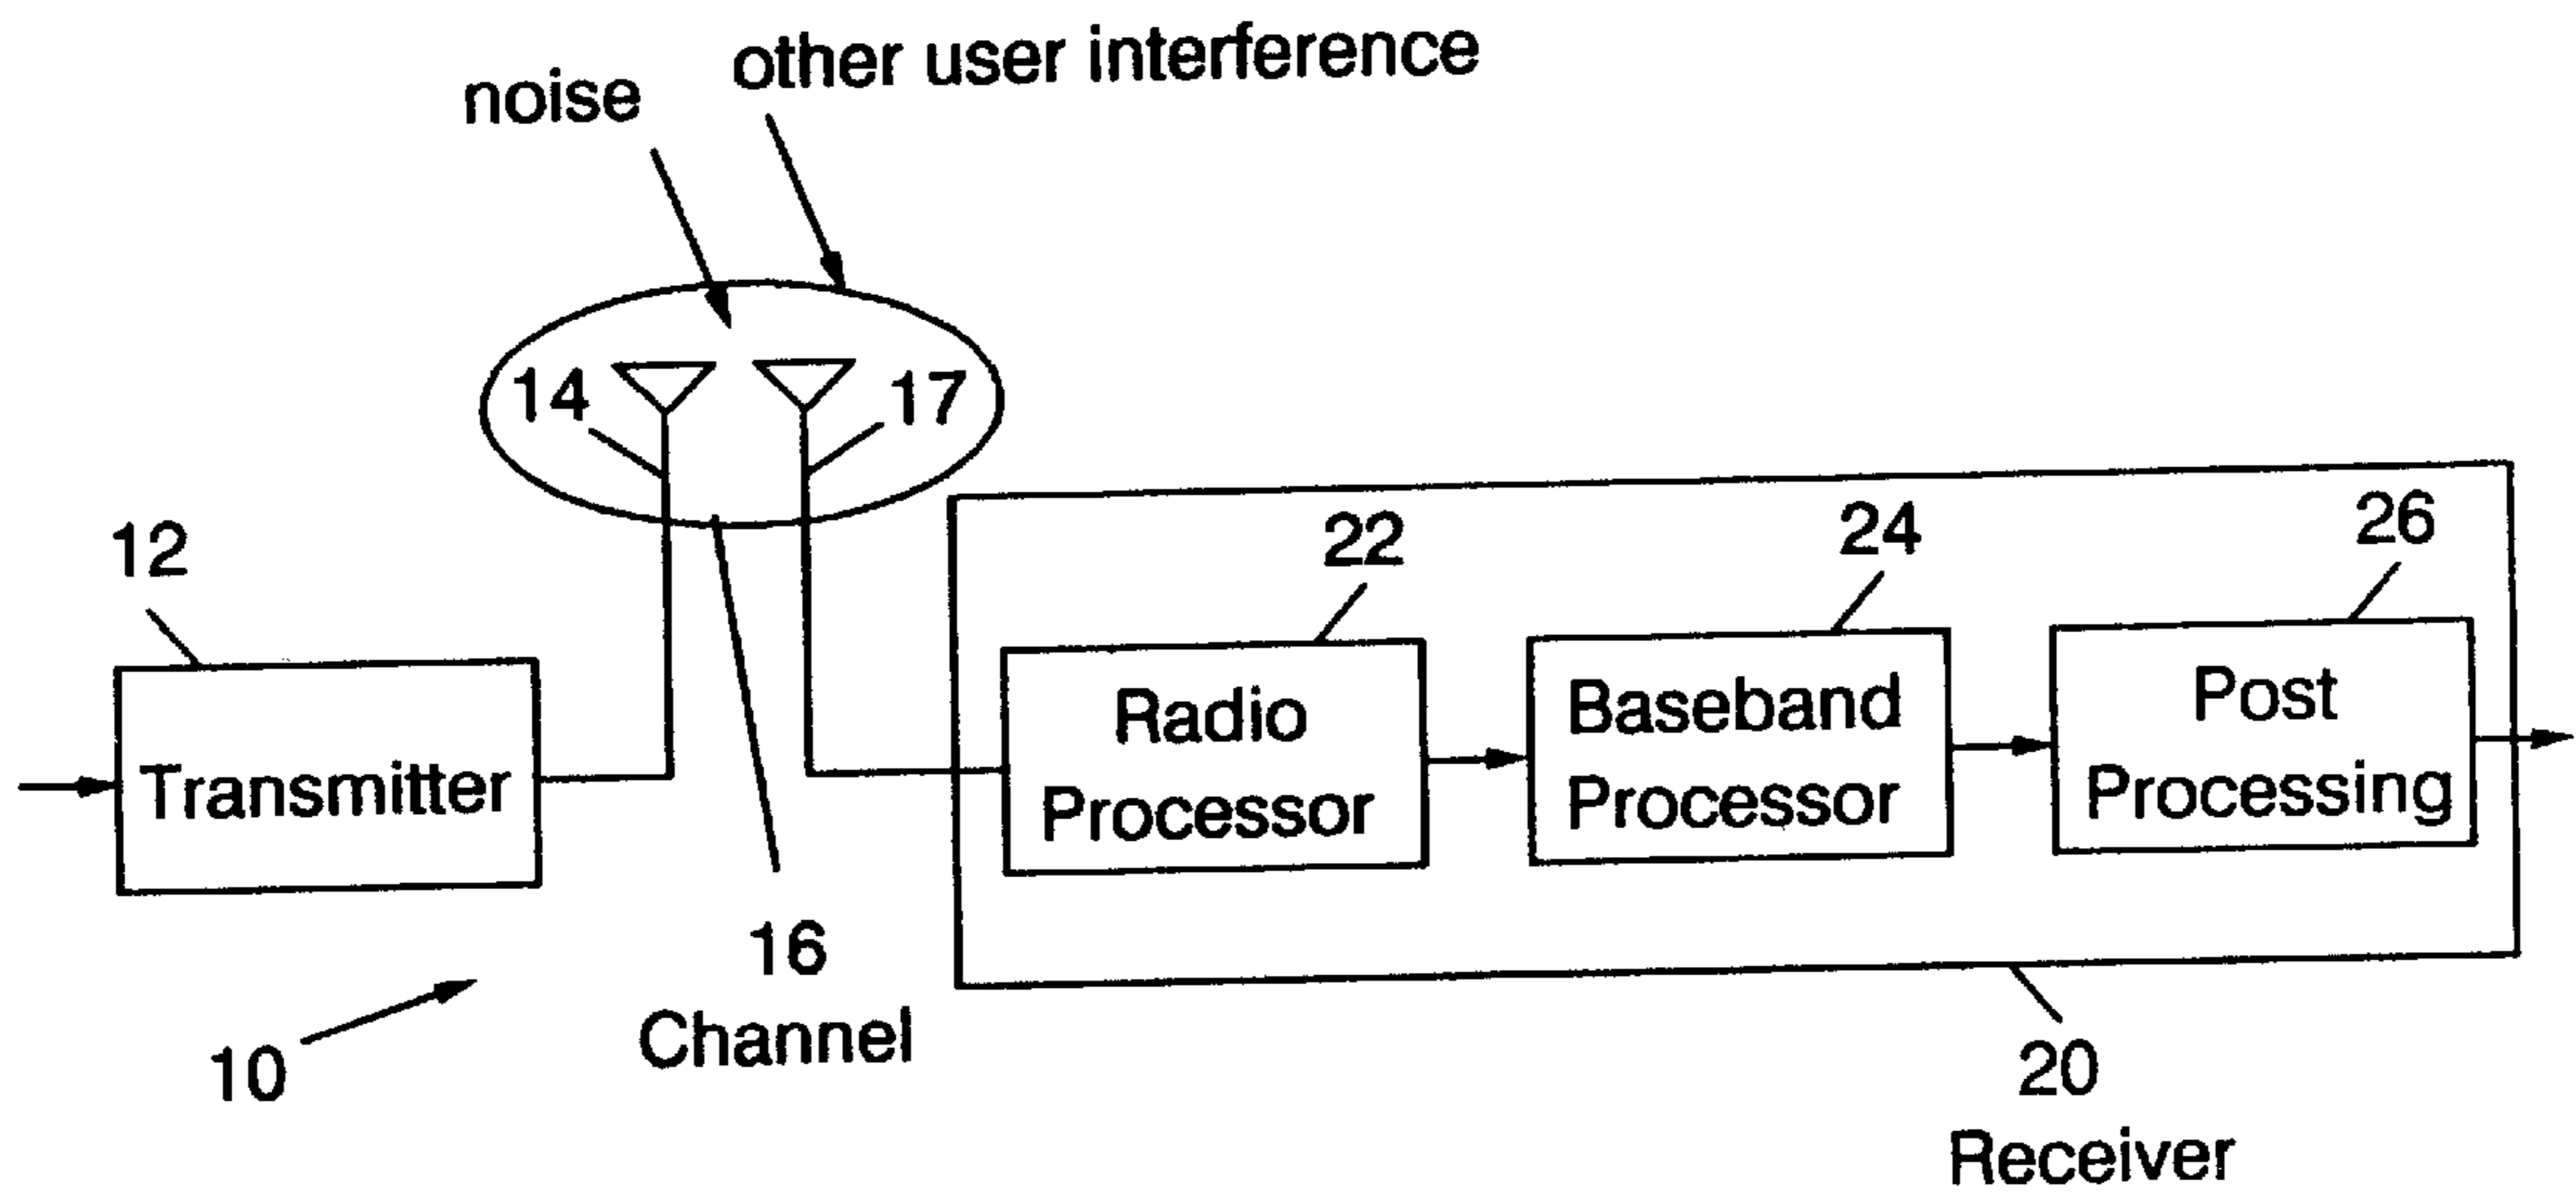 noise
other user interference
14
17
12
22
24
26
Transmitter
Radio
Processor
Baseband
Processor
Post
Processing
16
Channel
10
20
Receiver